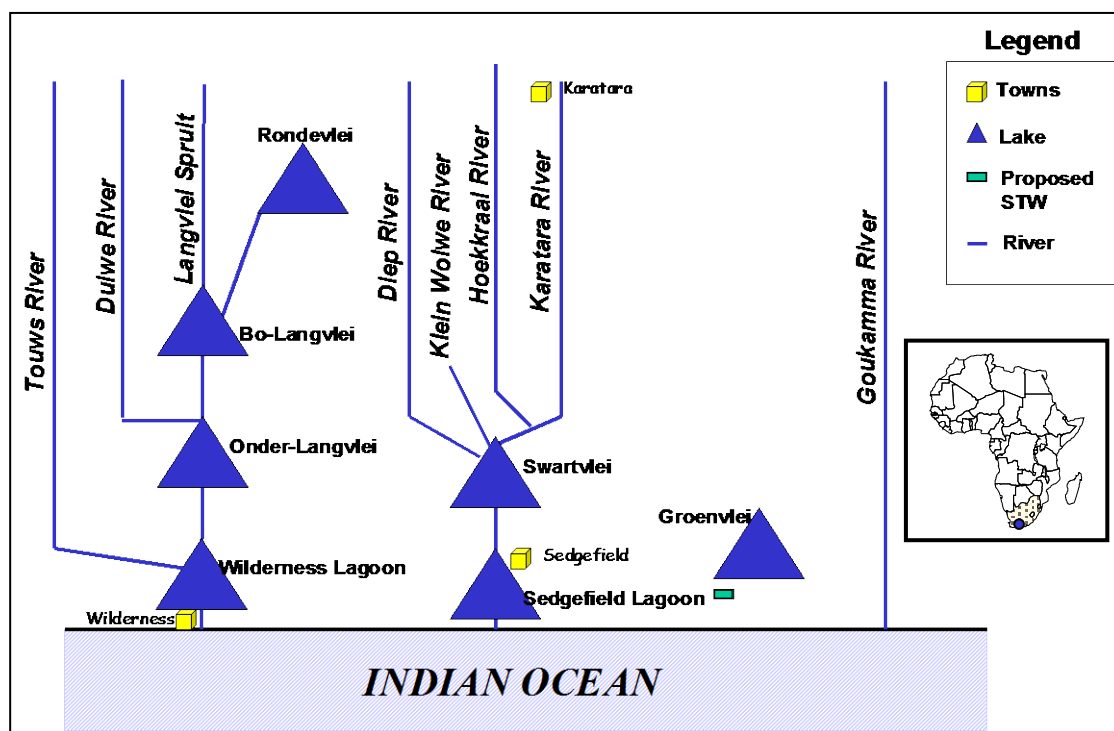 Legend
Towns
Lake
Proposed
STW
River
Karatara
Rondevlei
Touws River
Duiwe River
Langvlei Spruit
Diep River
Klein Wolwe River
Hoekkraal River
Karatara River
Goukamma River
Bo-Langvlei
Onder-Langvlei
Swartvlei
Groenvlei
Sedgefield
Wilderness Lagoon
Sedgefield Lagoon
Wilderness
INDIAN OCEAN